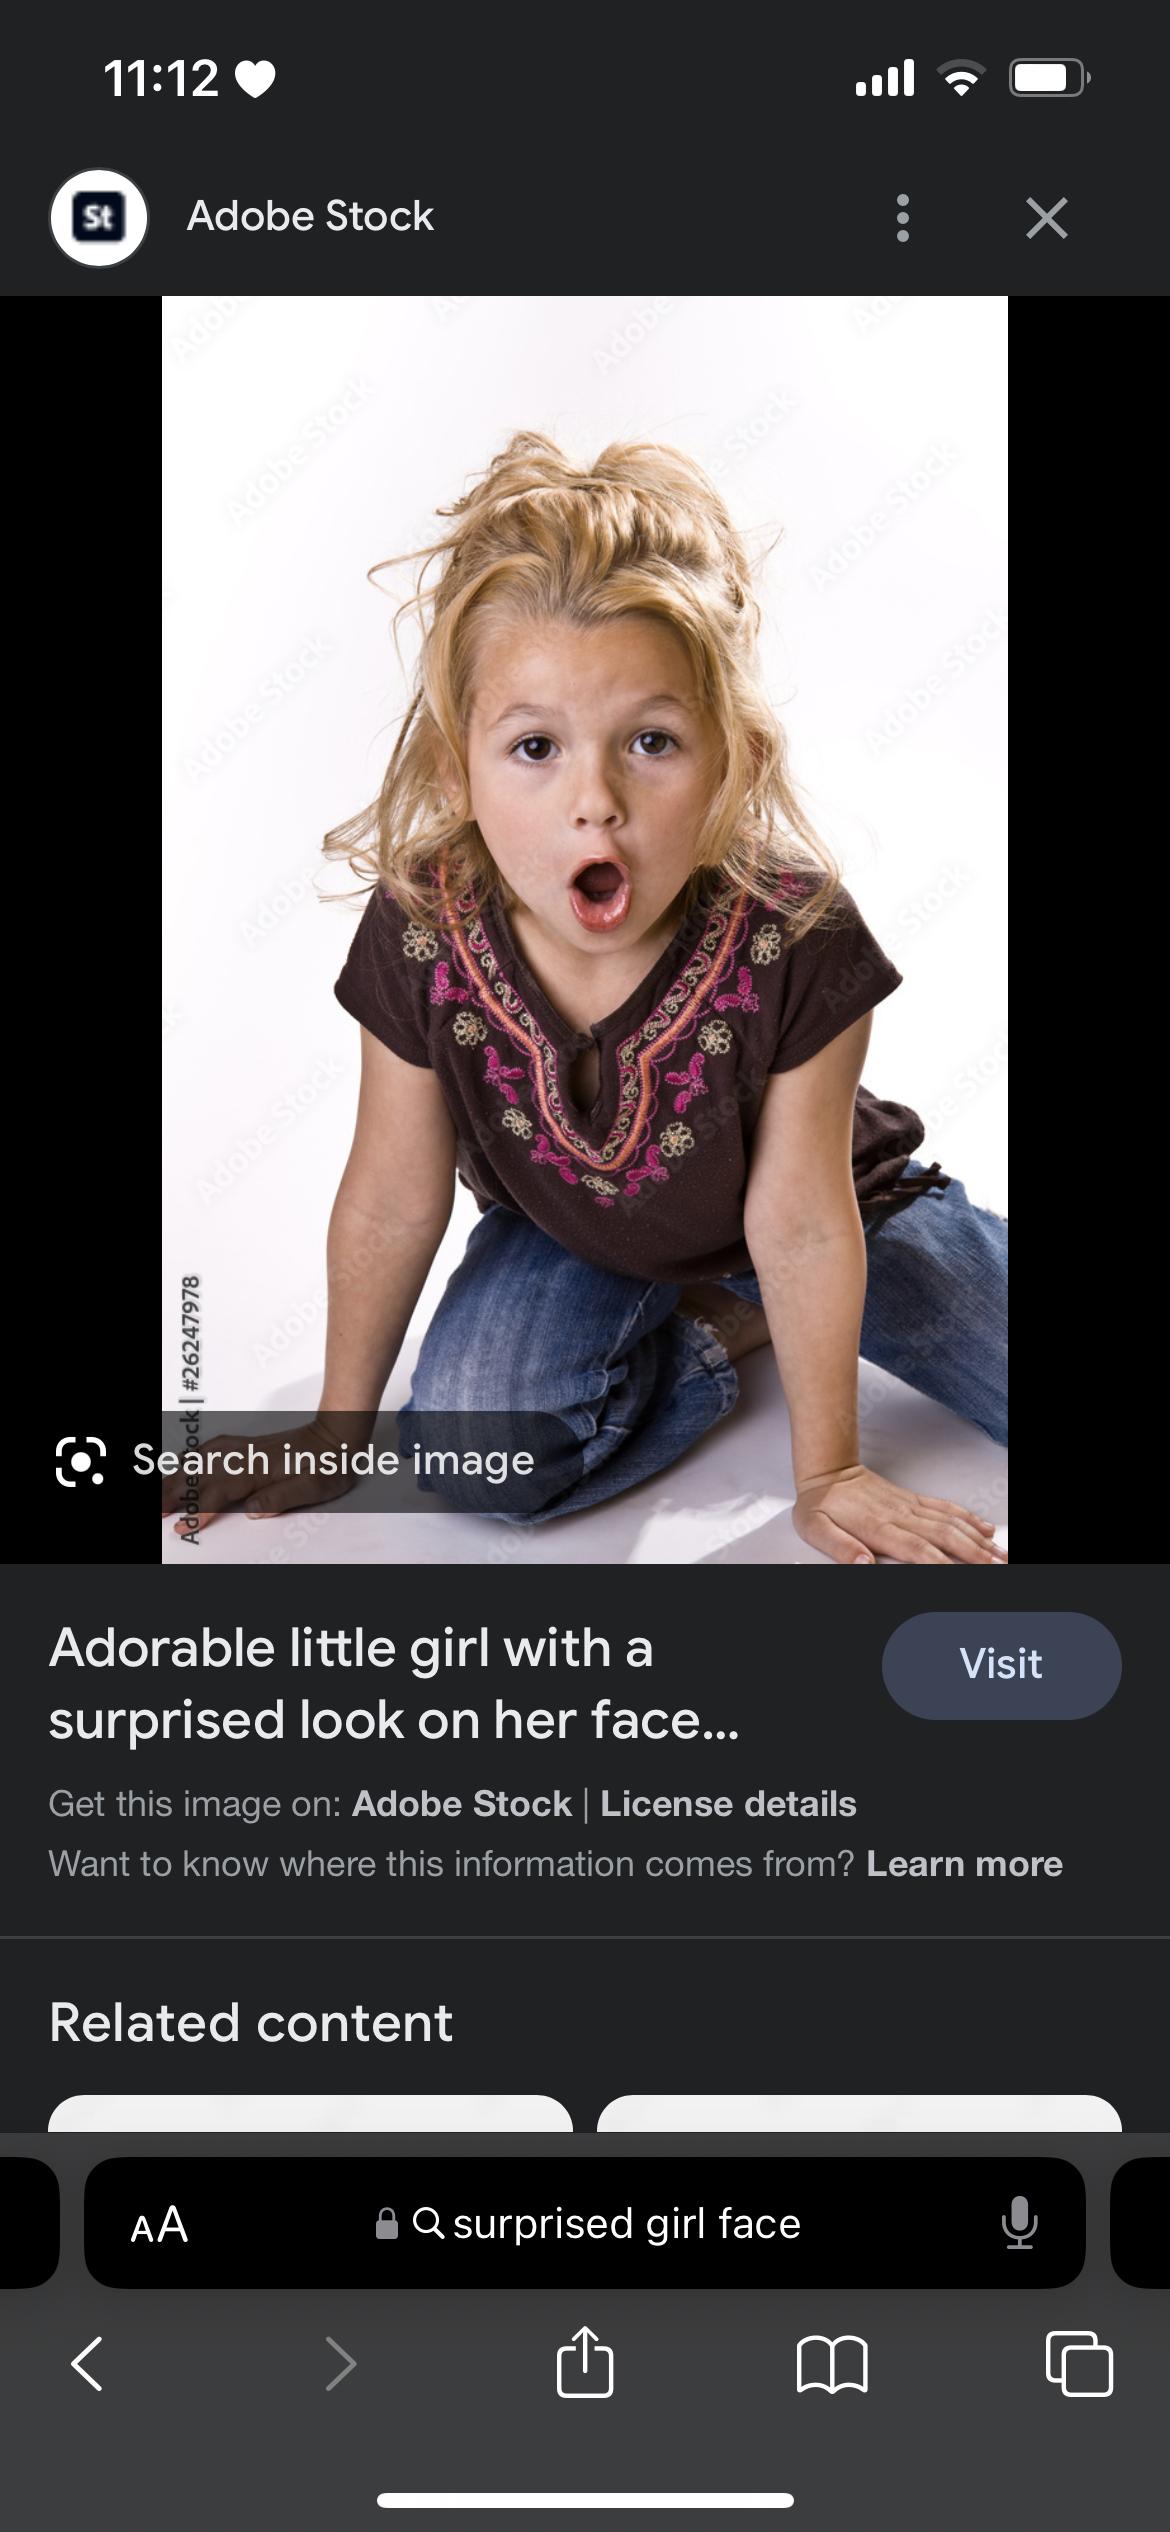 11:12
St
Adobe Stock
Adobe Stock | #26247978
Search inside image
Adorable little girl with a
surprised look on her face...
Visit
Get this image on: Adobe Stock | License details
Want to know where this information comes from? Learn more
Related content
AA
surprised girl face